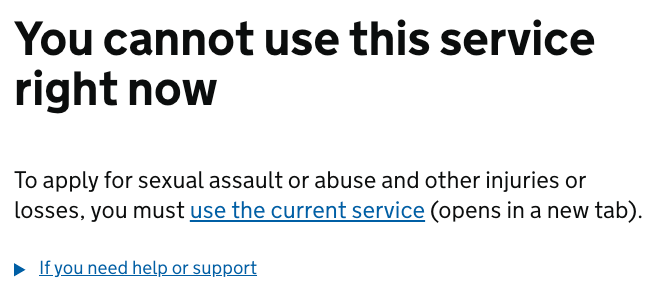 You cannot use this service
right now
To apply for sexual assault or abuse and other injuries or
losses, you must use the current service (opens in a new tab).
If you need help or support